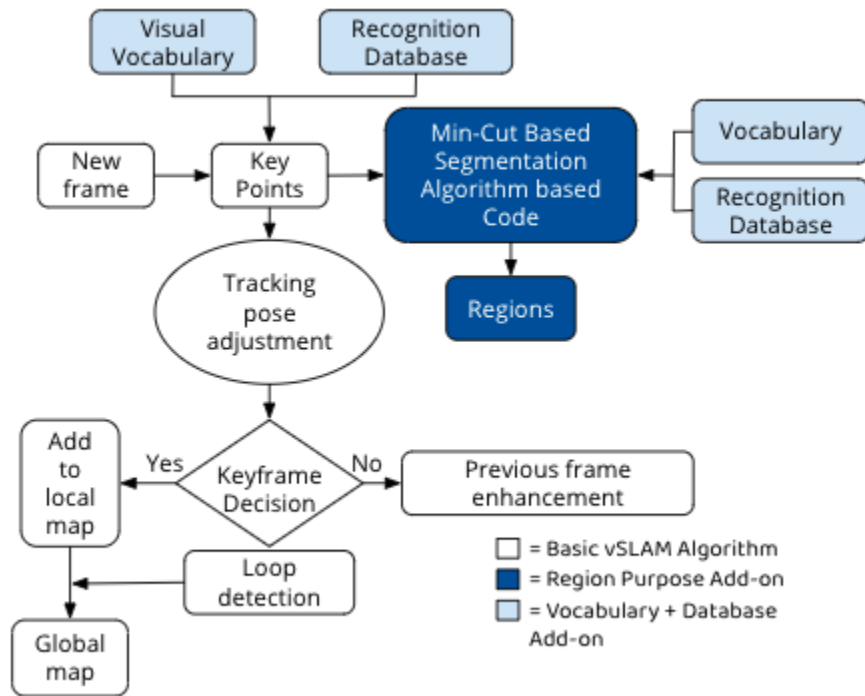 Visual
Vocabulary
Recognition
Database
New
frame
Key
Points
Min-Cut Based
Segmentation
Algorithm based
Code
Vocabulary
Recognition
Database
Tracking
pose
adjustment
Regions
Add
to
local
map
Yes
Keyframe
Decision
No
Previous frame
enhancement
Loop
detection
Global
map
= Basic vSLAM Algorithm
= Region Purpose Add-on
= Vocabulary + Database
Add-on